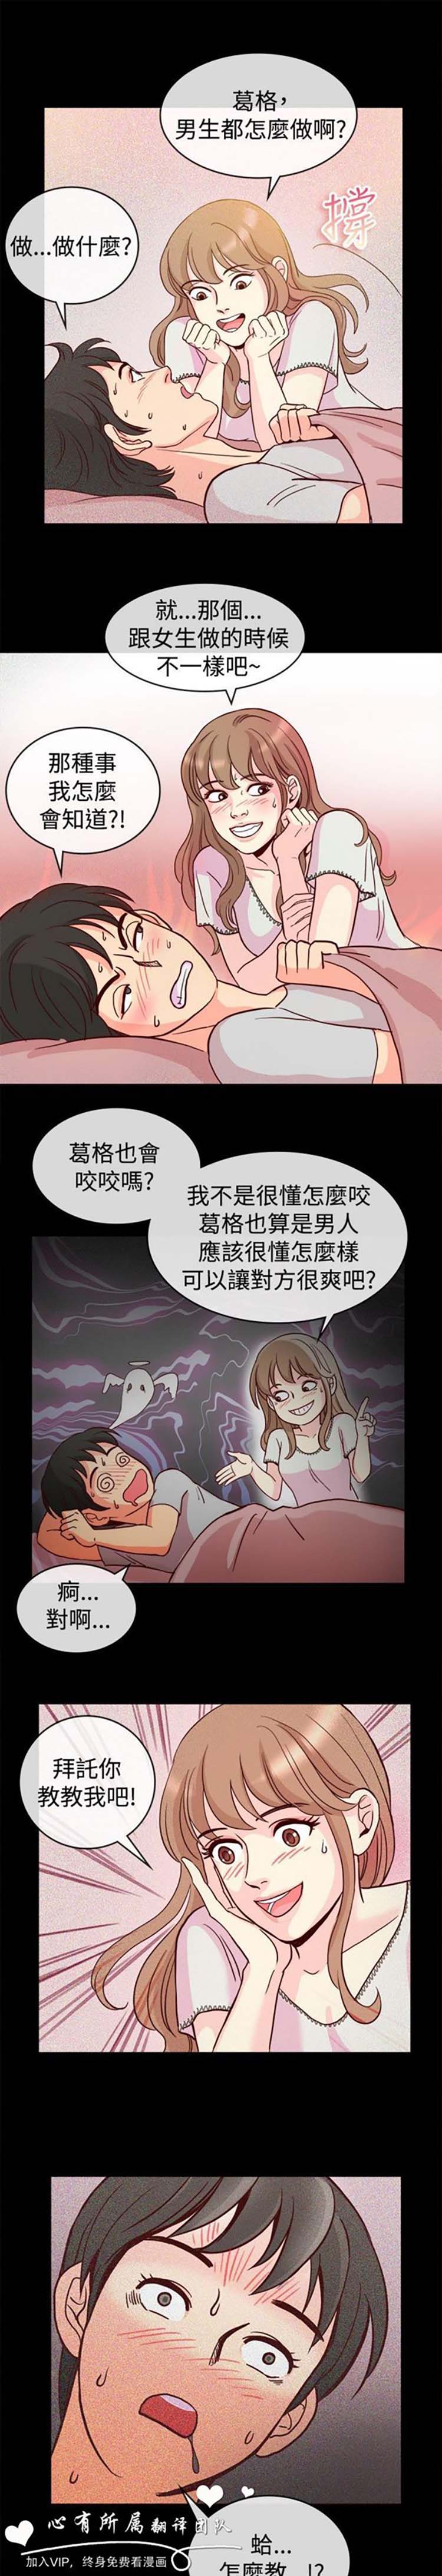 葛格，
男生都怎麼做啊?
撐
做...做什麼?
就...那個...
跟女生做的時候
不一樣吧~
那種事
我怎麼
會知道?!
葛格也會
咬咬嗎?
我不是很懂怎麼咬
葛格也算是男人
應該很懂怎麼樣
可以讓對方很爽吧?
痾...
對啊...
拜託你
教教我吧!
心有所属翻译团队
加入VIP，终身免费看漫画
蛤...
怎麼教...!?